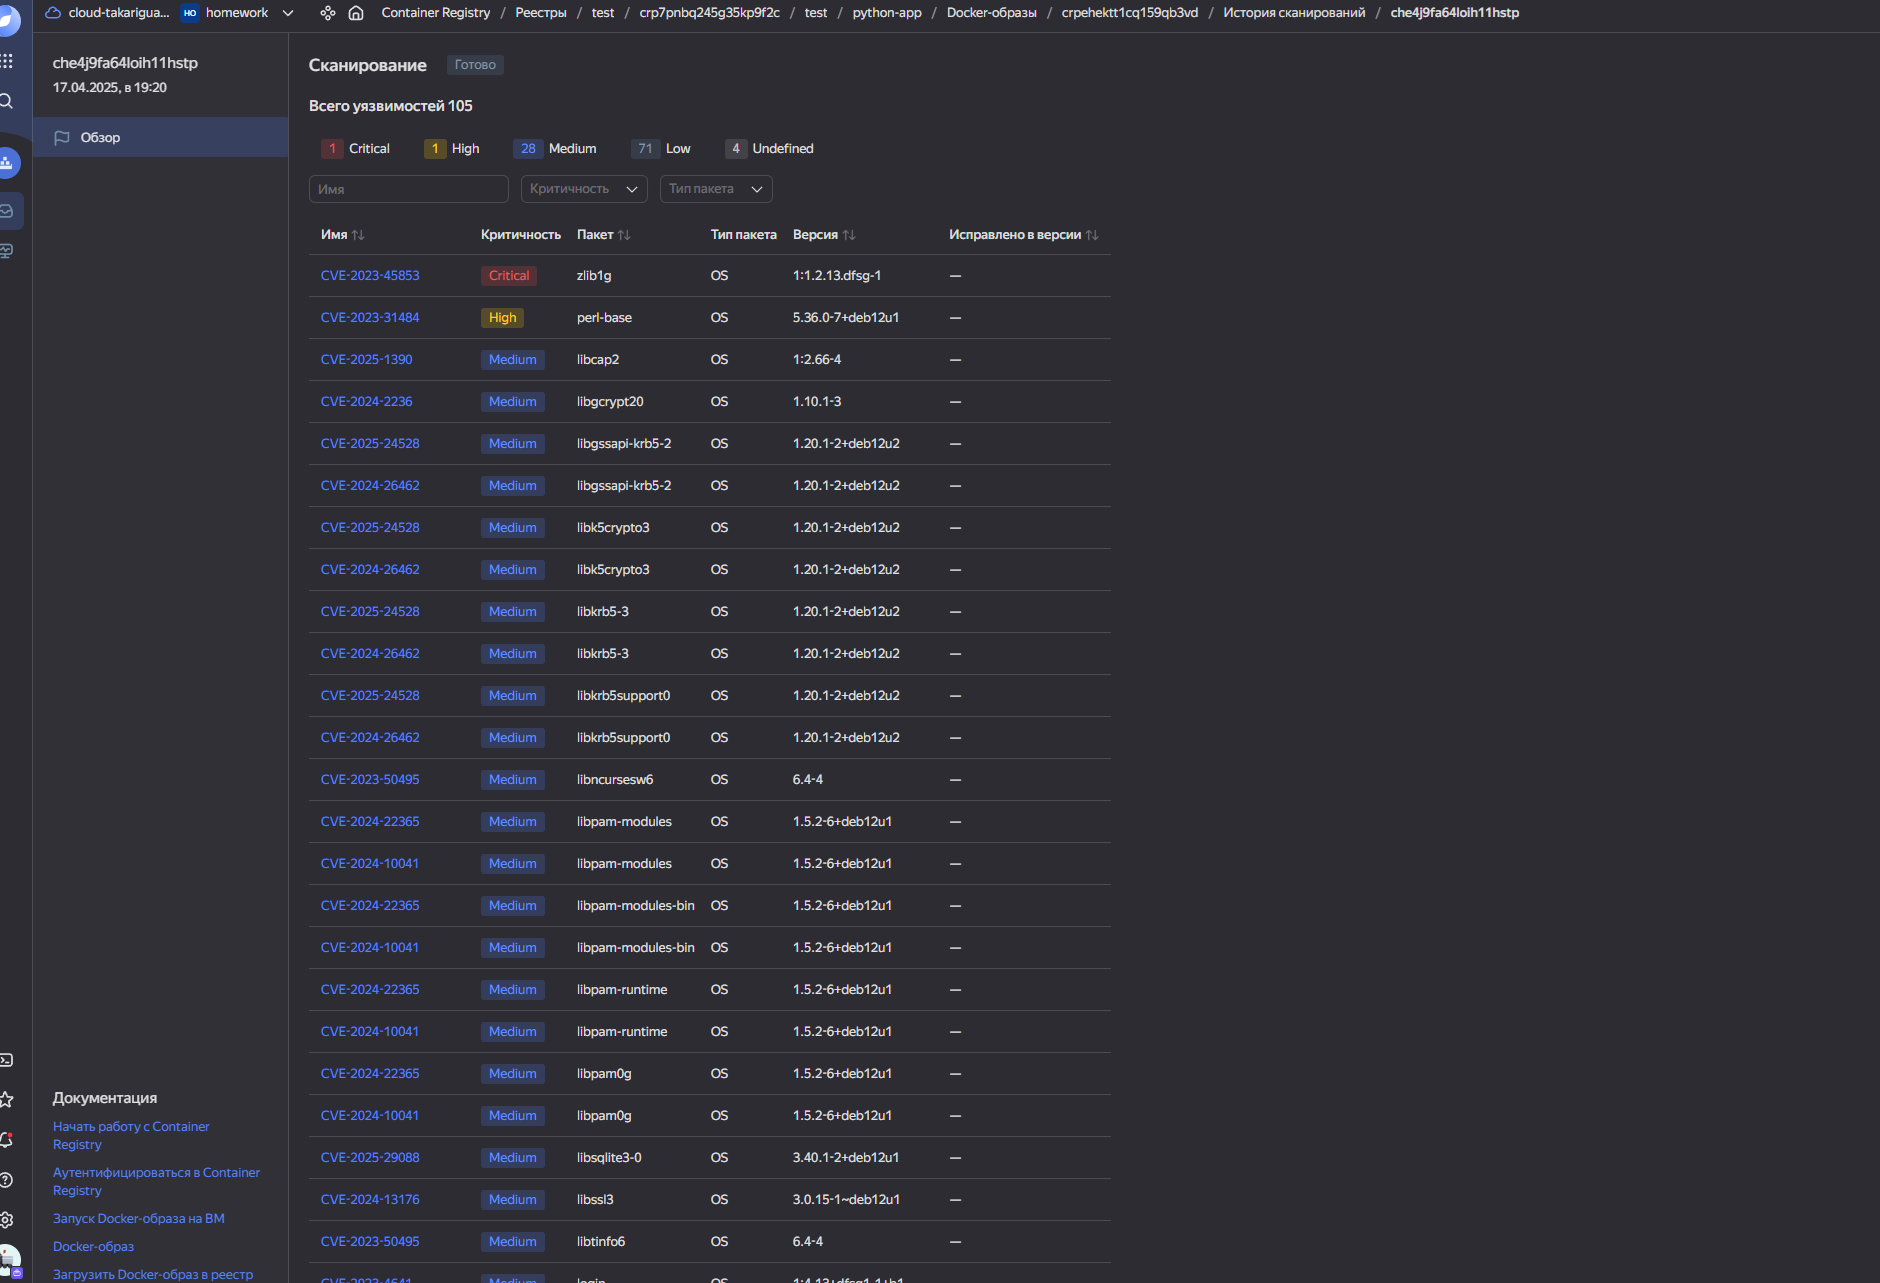 cloud-takarigua... HO homework Container Registry / Реестры / test / crp7pnbq245g35kp9f2c / test / python-app / Docker-образы / crpehektt1cq159qb3vd / История сканирований / che4j9fa64loih11hstp
che4j9fa64loih11hstp
17.04.2025, в 19:20
Обзор
Сканирование Готово
Всего уязвимостей 105
1 Critical 1 High 28 Medium 71 Low 4 Undefined
Имя Критичность Тип пакета
Имя Критичность Пакет Тип пакета Версия Исправлено в версии
CVE-2023-45853 Critical zlib1g OS 1:1.2.13.dfsg-1 —
CVE-2023-31484 High perl-base OS 5.36.0-7+deb12u1 —
CVE-2025-1390 Medium libcap2 OS 1:2.66-4 —
CVE-2024-2236 Medium libgcrypt20 OS 1.10.1-3 —
CVE-2025-24528 Medium libgssapi-krb5-2 OS 1.20.1-2+deb12u2 —
CVE-2024-26462 Medium libgssapi-krb5-2 OS 1.20.1-2+deb12u2 —
CVE-2025-24528 Medium libk5crypto3 OS 1.20.1-2+deb12u2 —
CVE-2024-26462 Medium libk5crypto3 OS 1.20.1-2+deb12u2 —
CVE-2025-24528 Medium libkrb5-3 OS 1.20.1-2+deb12u2 —
CVE-2024-26462 Medium libkrb5-3 OS 1.20.1-2+deb12u2 —
CVE-2025-24528 Medium libkrb5support0 OS 1.20.1-2+deb12u2 —
CVE-2024-26462 Medium libkrb5support0 OS 1.20.1-2+deb12u2 —
CVE-2023-50495 Medium libncursesw6 OS 6.4-4 —
CVE-2024-22365 Medium libpam-modules OS 1.5.2-6+deb12u1 —
CVE-2024-10041 Medium libpam-modules OS 1.5.2-6+deb12u1 —
CVE-2024-22365 Medium libpam-modules-bin OS 1.5.2-6+deb12u1 —
CVE-2024-10041 Medium libpam-modules-bin OS 1.5.2-6+deb12u1 —
CVE-2024-22365 Medium libpam-runtime OS 1.5.2-6+deb12u1 —
CVE-2024-10041 Medium libpam-runtime OS 1.5.2-6+deb12u1 —
CVE-2024-22365 Medium libpam0g OS 1.5.2-6+deb12u1 —
CVE-2024-10041 Medium libpam0g OS 1.5.2-6+deb12u1 —
CVE-2025-29088 Medium libsqlite3-0 OS 3.40.1-2+deb12u1 —
CVE-2024-13176 Medium libssl3 OS 3.0.15-1~deb12u1 —
CVE-2023-50495 Medium libtinfo6 OS 6.4-4 —
CVE-2023-4641 Medium login OS 1:4.13+dfsg1-1+b1 —
Документация
Начать работу с Container
Registry
Аутентифицироваться в Container
Registry
Запуск Docker-образа на ВМ
Docker-образ
Загрузить Docker-образ в реестр